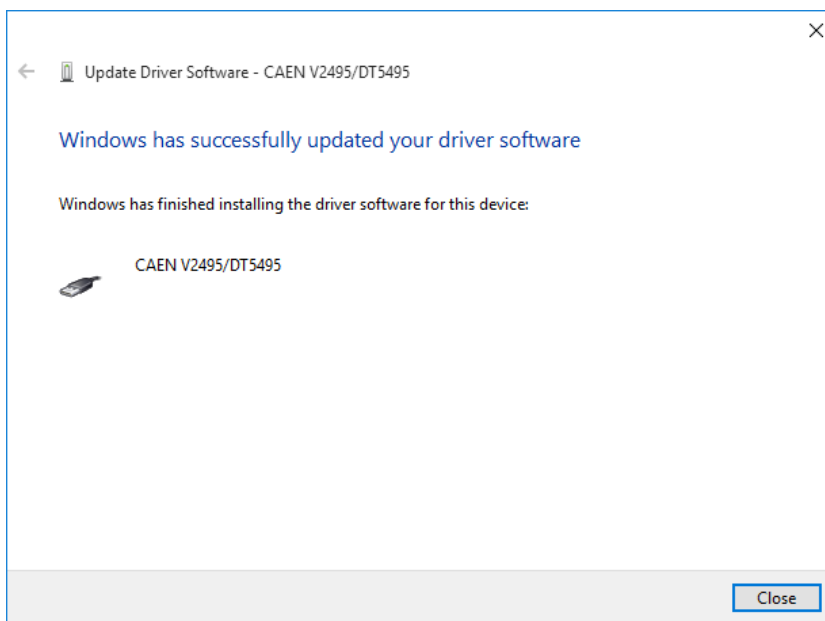 Update Driver Software - CAEN V2495/DT5495
Windows has successfully updated your driver software
Windows has finished installing the driver software for this device:
CAEN V2495/DT5495
Close